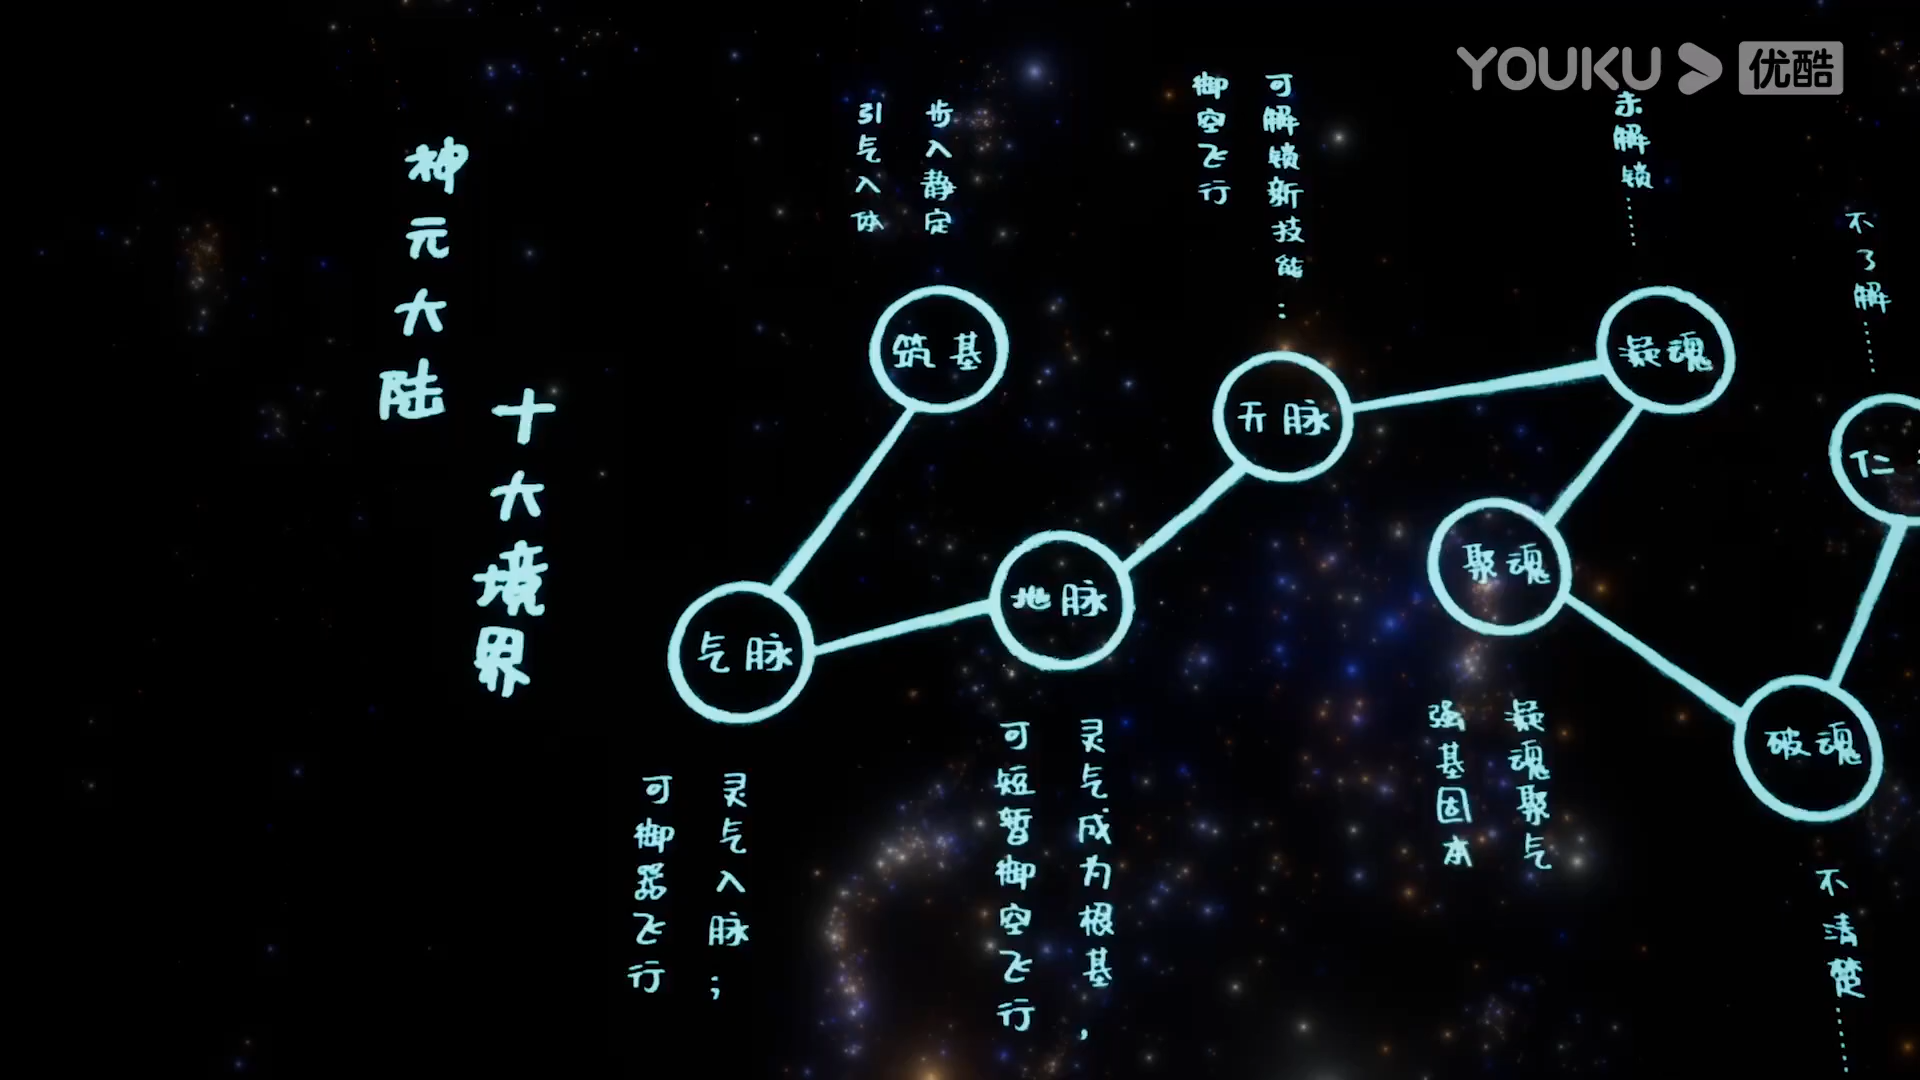 YOUKU 优酷
神元大陆
十大境界
步入静定
引气入体
筑基
灵气入脉；
可御器飞行
气脉
灵气成为根基，
可短暂御空飞行
地脉
可解锁新技能：
御空飞行
天脉
未解锁……
凝魂
凝魂聚气
强基固本
聚魂
不清楚……
破魂
不了解……
仁